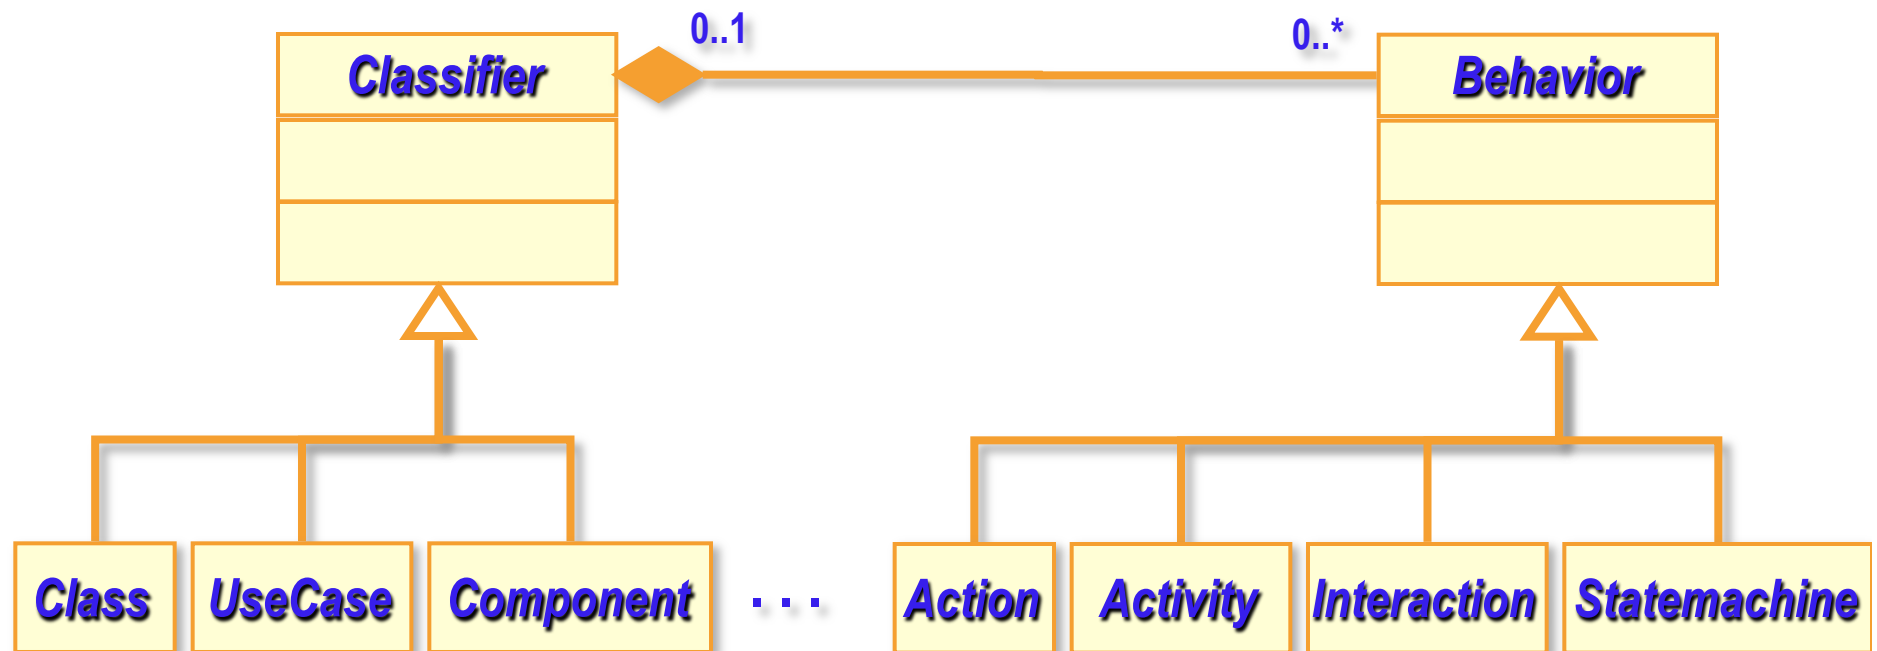 0..1
0..*
Classifier
Behavior
Class UseCase Component . . . Action Activity Interaction Statemachine